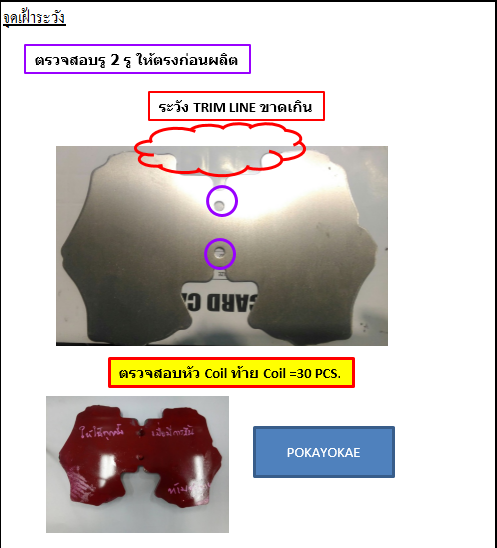 จุดเฝ้าระวัง
ตรวจสอบรู 2 รู ให้ตรงก่อนผลิต
ระวัง TRIM LINE ขาดเกิน
CARD C
ตรวจสอบหัว Coil ท้าย Coil =30 PCS.
POKAYOKAE